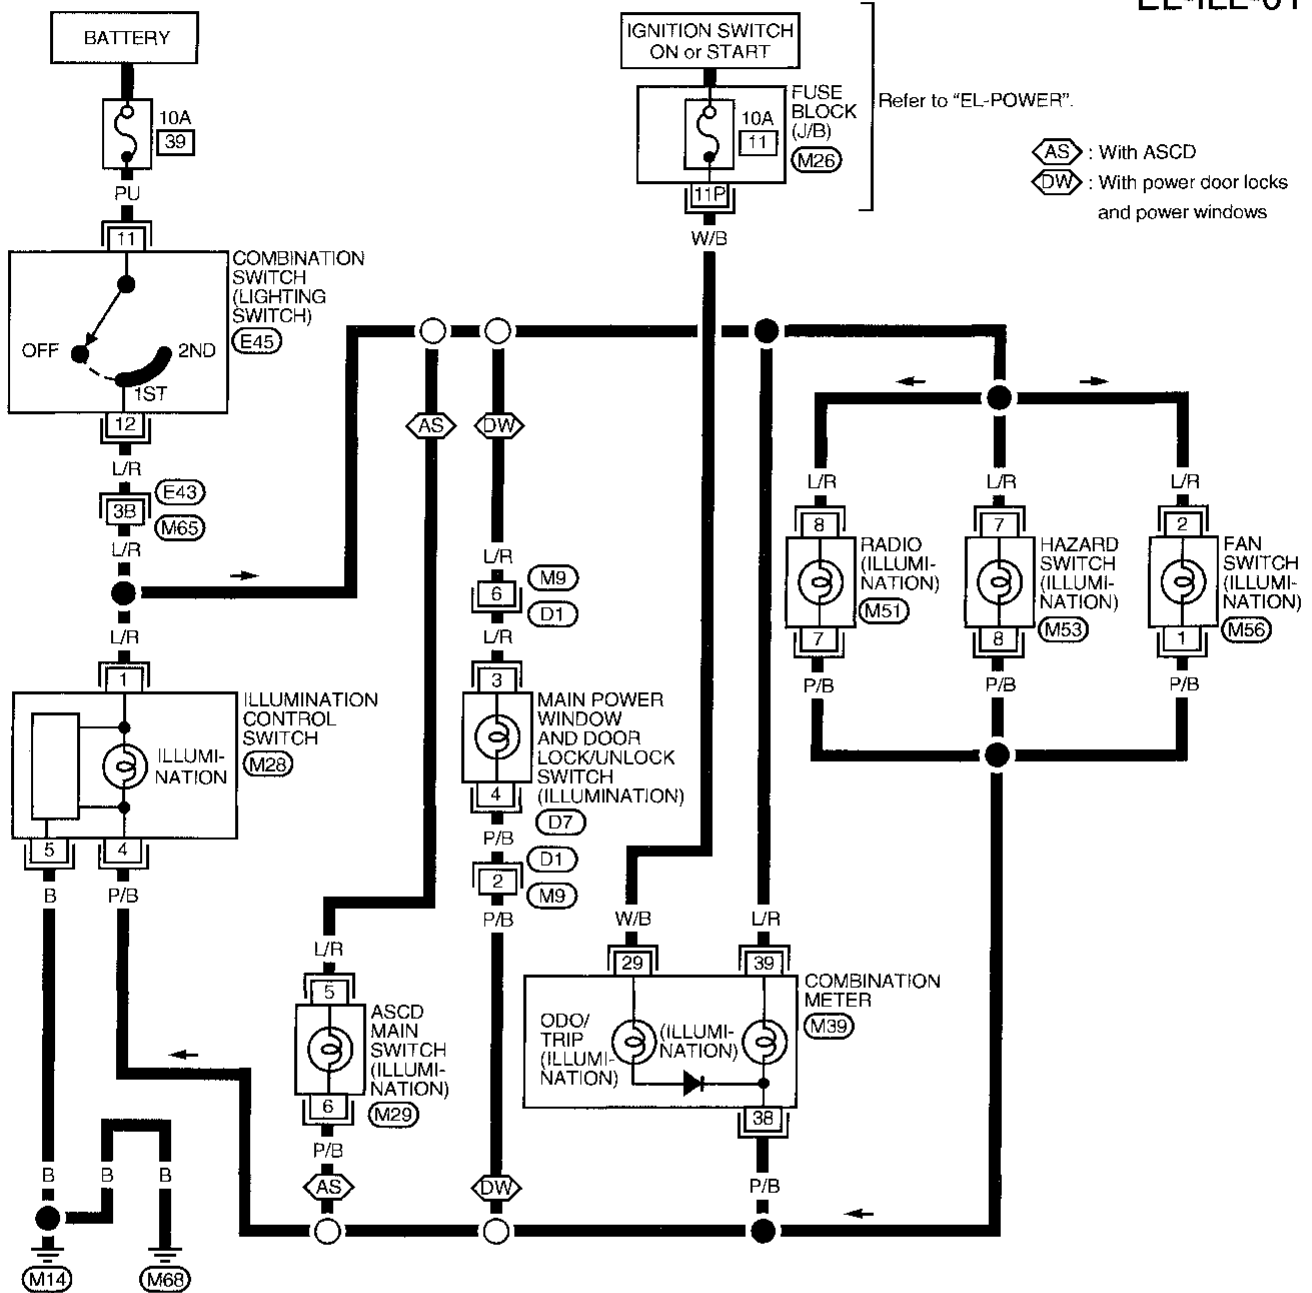 BATTERY
10A
39
PU
11
COMBINATION
SWITCH
(LIGHTING
SWITCH)
E45
OFF
2ND
1ST
12
L/R
E43
3B
M65
L/R
L/R
1
ILLUMINATION
CONTROL
SWITCH
M28
ILLUMI-
NATION
5
4
B
P/B
B
B
B
M14
M68
IGNITION SWITCH
ON or START
FUSE
BLOCK
(J/B)
M26
10A
11
11P
W/B
Refer to "EL-POWER".
AS : With ASCD
DW : With power door locks
and power windows
AS
DW
L/R
M9
6
D1
L/R
3
MAIN POWER
WINDOW
AND DOOR
LOCK/UNLOCK
SWITCH
(ILLUMINATION)
D7
4
P/B
D1
2
M9
P/B
DW
L/R
5
ASCD
MAIN
SWITCH
(ILLUMI-
NATION)
M29
6
P/B
AS
W/B
L/R
29
39
COMBINATION
METER
M39
ODO/
TRIP
(ILLUMI-
NATION)
(ILLUMI-
NATION)
38
P/B
L/R
L/R
L/R
8
7
2
RADIO
(ILLUMI-
NATION)
M51
HAZARD
SWITCH
(ILLUMI-
NATION)
M53
FAN
SWITCH
(ILLUMI-
NATION)
M56
7
8
1
P/B
P/B
P/B